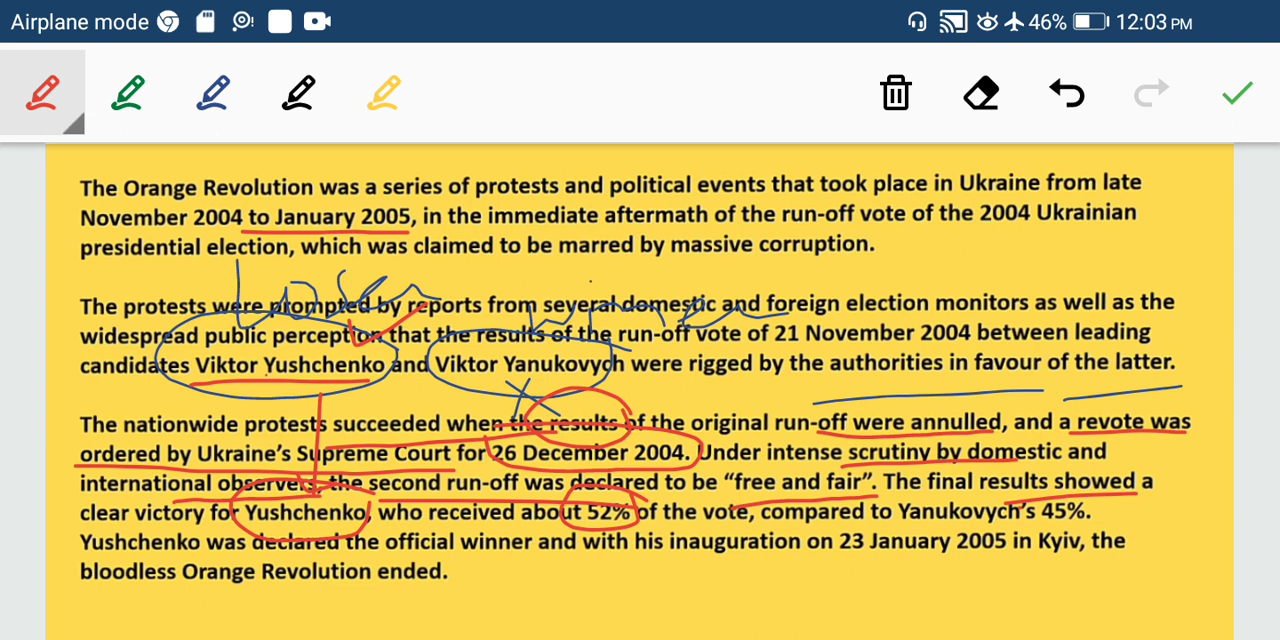 Airplane mode 46% 12:03 PM
The Orange Revolution was a series of protests and political events that took place in Ukraine from late
November 2004 to January 2005, in the immediate aftermath of the run-off vote of the 2004 Ukrainian
presidential election, which was claimed to be marred by massive corruption.
Loser
Winner
The protests were prompted by reports from several domestic and foreign election monitors as well as the
widespread public perception that the results of the run-off vote of 21 November 2004 between leading
candidates Viktor Yushchenko and Viktor Yanukovych were rigged by the authorities in favour of the latter.
The nationwide protests succeeded when the results of the original run-off were annulled, and a revote was
ordered by Ukraine's Supreme Court for 26 December 2004. Under intense scrutiny by domestic and
international observers, the second run-off was declared to be “free and fair”. The final results showed a
clear victory for Yushchenko, who received about 52% of the vote, compared to Yanukovych's 45%.
Yushchenko was declared the official winner and with his inauguration on 23 January 2005 in Kyiv, the
bloodless Orange Revolution ended.